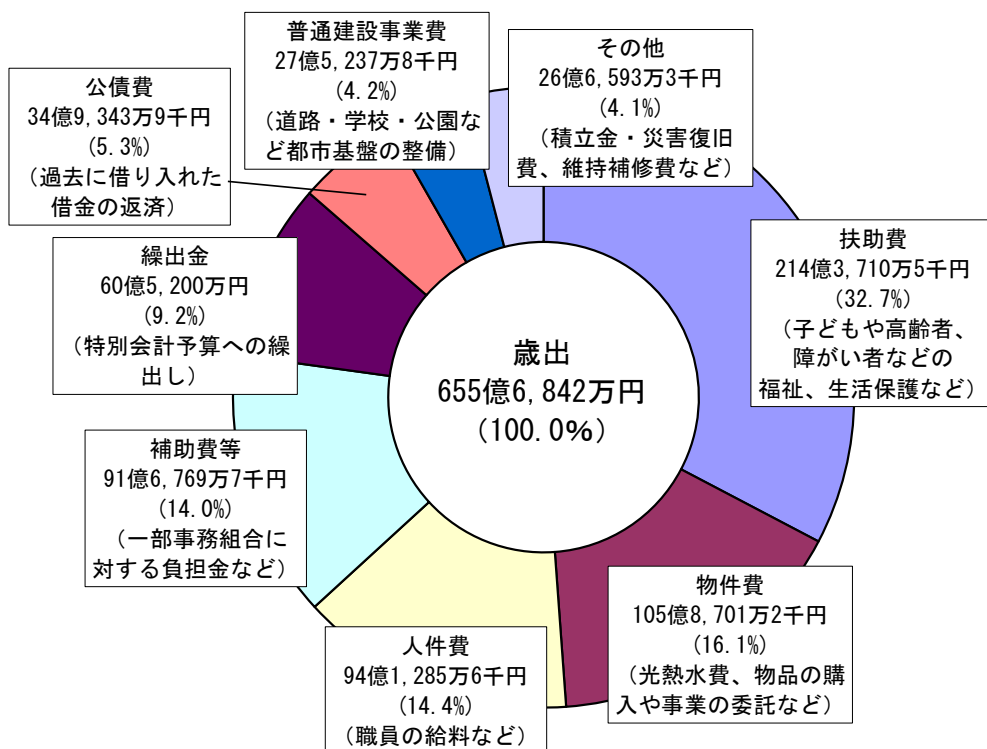 普通建設事業費
27億5,237万8千円
(4.2%)
(道路・学校・公園な
ど都市基盤の整備)
その他
26億6,593万3千円
(4.1%)
(積立金・災害復旧
費、維持補修費など)
公債費
34億9,343万9千円
(5.3%)
(過去に借り入れた
借金の返済)
扶助費
214億3,710万5千円
(32.7%)
(子どもや高齢者、
障がい者などの
福祉、生活保護など)
繰出金
60億5,200万円
(9.2%)
(特別会計予算への繰
出し)
歳出
655億6,842万円
(100.0%)
補助費等
91億6,769万7千円
(14.0%)
(一部事務組合に
対する負担金など)
物件費
105億8,701万2千円
(16.1%)
(光熱水費、物品の購
入や事業の委託など)
人件費
94億1,285万6千円
(14.4%)
(職員の給料など)